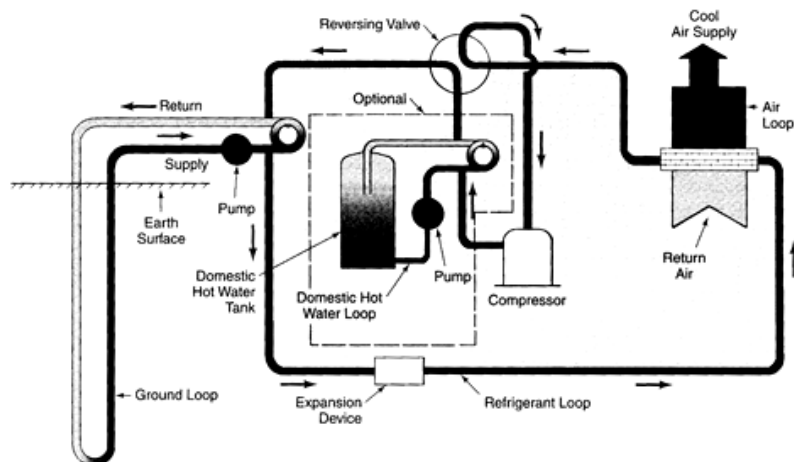 Reversing Valve
Cool
Air Supply
Return
Optional
Air
Loop
Supply
Pump
Earth
Surface
Return
Air
Domestic
Hot Water
Tank
Pump
Domestic Hot
Water Loop
Compressor
Ground Loop
Expansion
Device
Refrigerant Loop